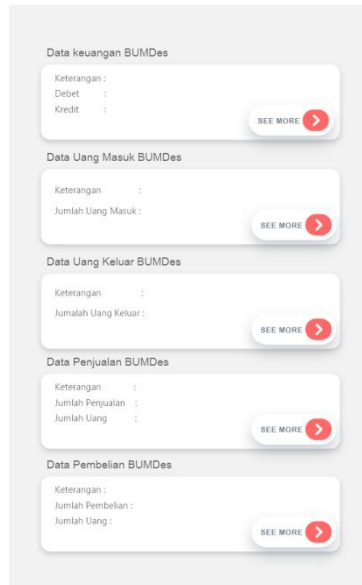 Data keuangan BUMDes
Keterangan :
Debet :
Kredit :
SEE MORE
Data Uang Masuk BUMDes
Keterangan :
Jumlah Uang Masuk :
SEE MORE
Data Uang Keluar BUMDes
Keterangan :
Jumalah Uang Keluar :
SEE MORE
Data Penjualan BUMDes
Keterangan :
Jumlah Penjualan :
Jumlah Uang :
SEE MORE
Data Pembelian BUMDes
Keterangan :
Jumlah Pembelian :
Jumlah Uang :
SEE MORE